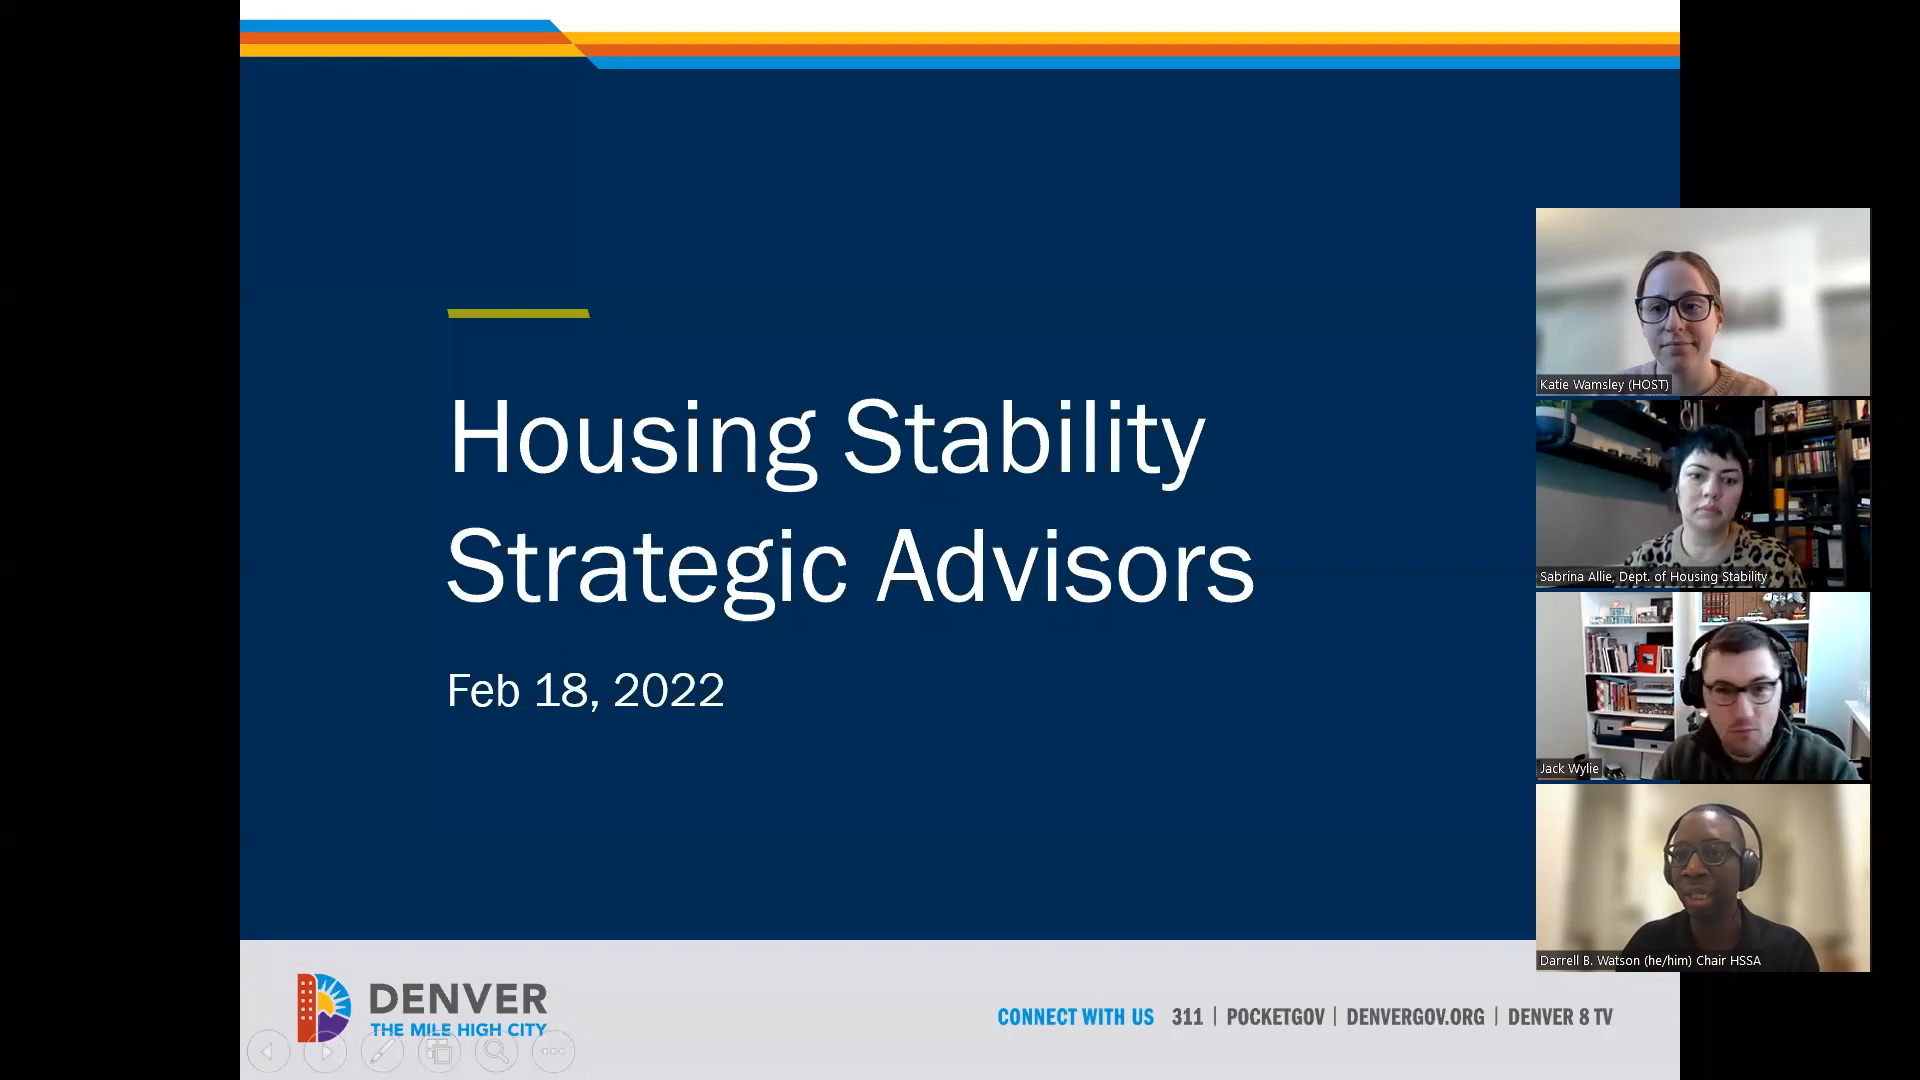 Housing Stability
Strategic Advisors
Feb 18, 2022
Katie Wamsley (HOST)
Sabrina Allie, Dept. of Housing Stability
Jack Wylie
Darrell B. Watson (he/him) Chair HSSA
DENVER
THE MILE HIGH CITY
CONNECT WITH US 311 | POCKETGOV | DENVERGOV.ORG | DENVER 8 TV